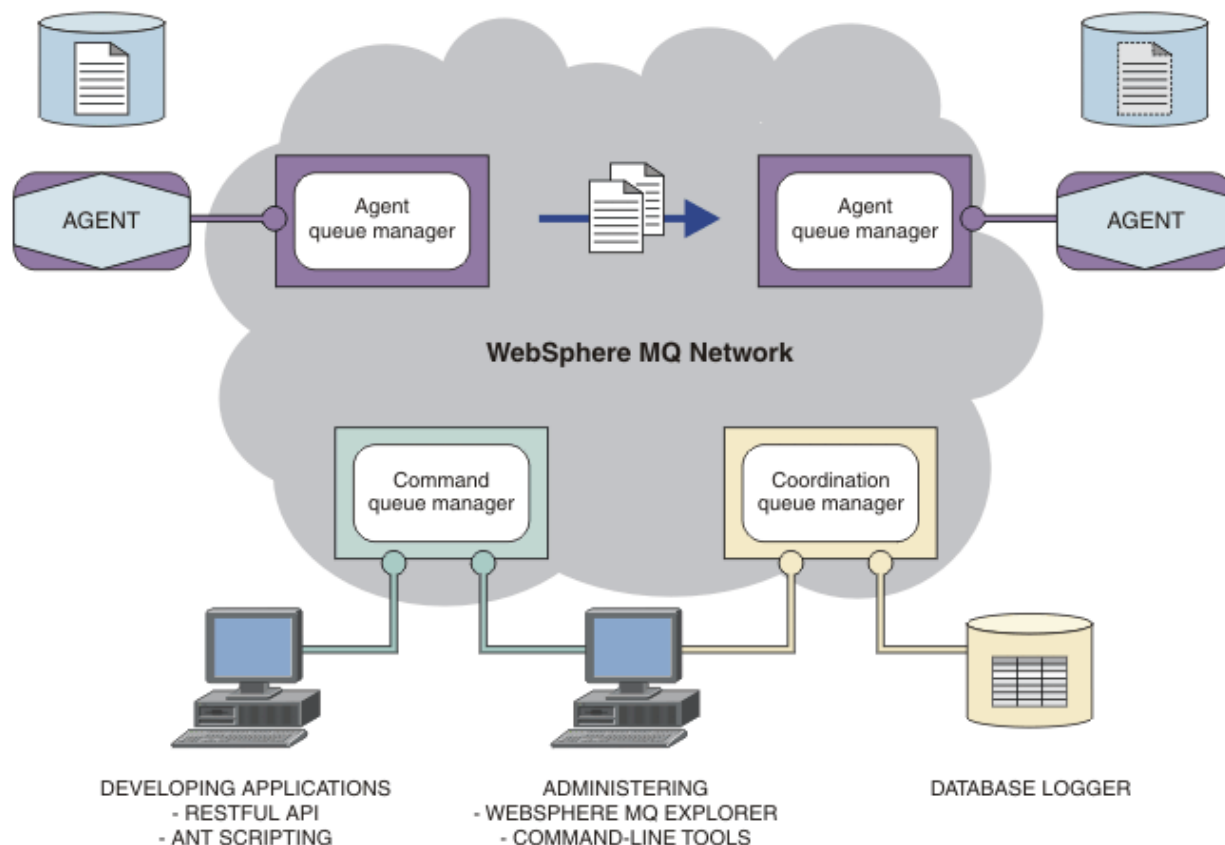 AGENT
Agent
queue manager
Agent
queue manager
AGENT
WebSphere MQ Network
Command
queue manager
Coordination
queue manager
DEVELOPING APPLICATIONS
- RESTFUL API
- ANT SCRIPTING
ADMINISTERING
- WEBSPHERE MQ EXPLORER
- COMMAND-LINE TOOLS
DATABASE LOGGER